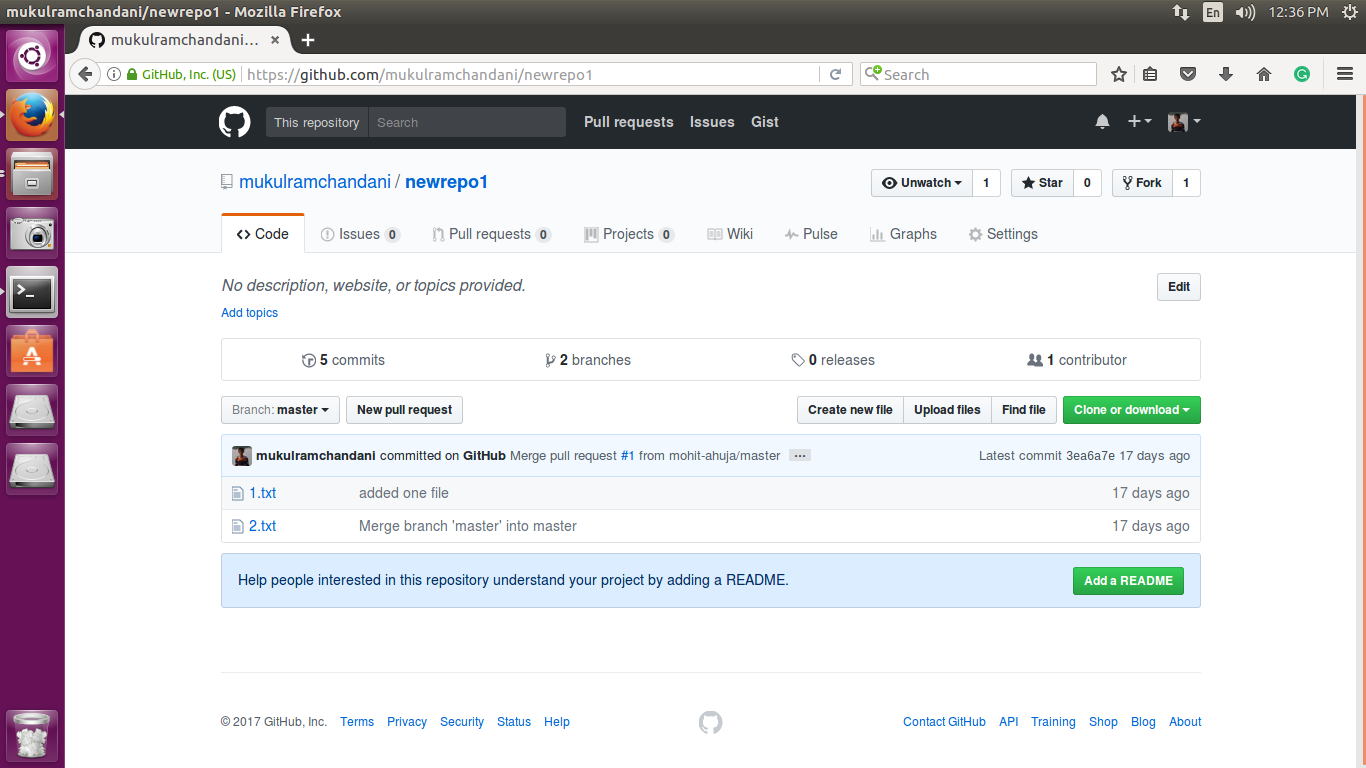 mukulramchandani/newrepo1 - Mozilla Firefox En 12:36 PM
mukulramchandani... × +
GitHub, Inc. (US) https://github.com/mukulramchandani/newrepo1 Search
This repository Search Pull requests Issues Gist
mukulramchandani / newrepo1 Unwatch 1 Star 0 Fork 1
Code Issues 0 Pull requests 0 Projects 0 Wiki Pulse Graphs Settings
No description, website, or topics provided. Edit
Add topics
5 commits 2 branches 0 releases 1 contributor
Branch: master New pull request Create new file Upload files Find file Clone or download
mukulramchandani committed on GitHub Merge pull request #1 from mohit-ahuja/master ... Latest commit 3ea6a7e 17 days ago
1.txt added one file 17 days ago
2.txt Merge branch 'master' into master 17 days ago
Help people interested in this repository understand your project by adding a README. Add a README
© 2017 GitHub, Inc. Terms Privacy Security Status Help Contact GitHub API Training Shop Blog About